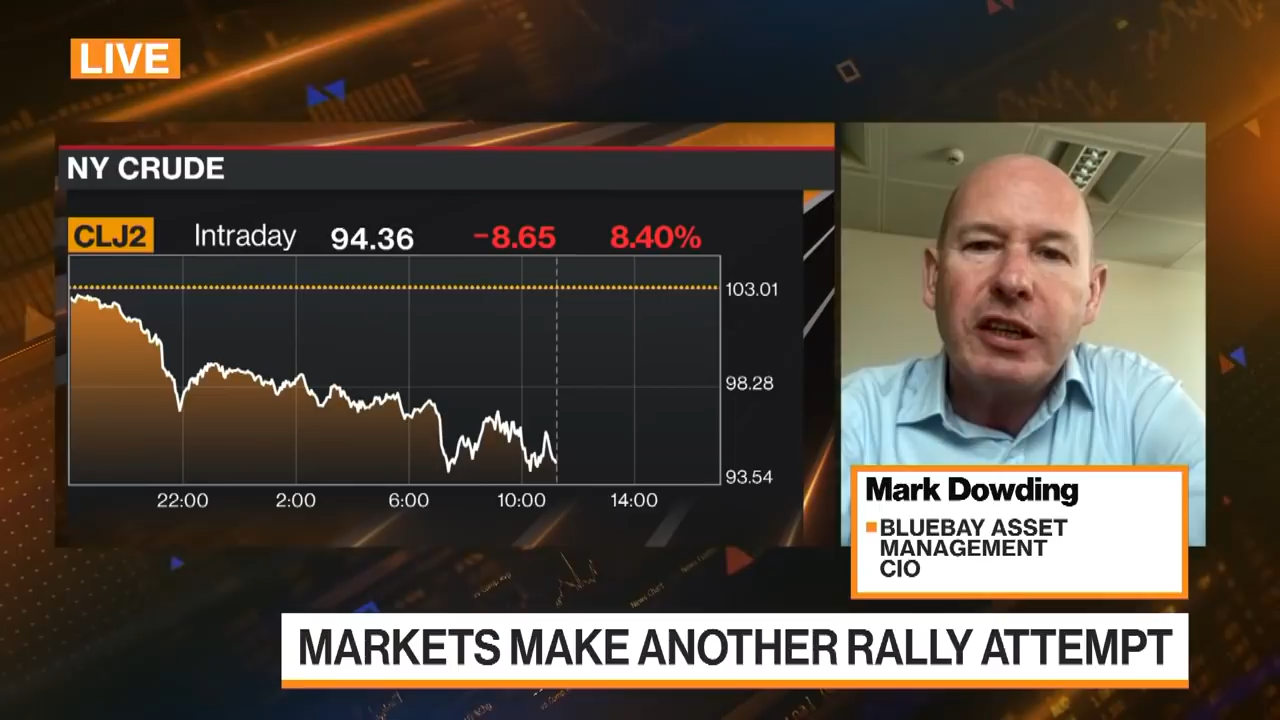 LIVE
NY CRUDE
CLJ2 Intraday 94.36 -8.65 8.40%
103.01
98.28
93.54
22:00 2:00 6:00 10:00 14:00
Mark Dowding
BLUEBAY ASSET
MANAGEMENT
CIO
MARKETS MAKE ANOTHER RALLY ATTEMPT